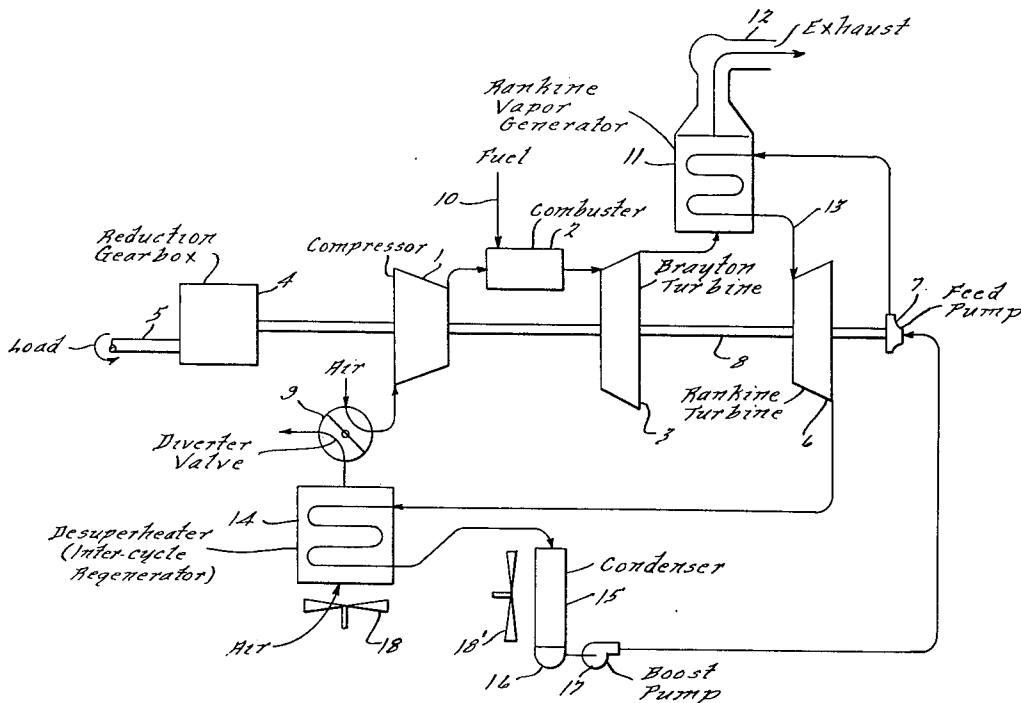 12
Exhaust
Rankine
Vapor
Generator
11
Fuel
10
Combuster
2
13
Reduction
Gearbox
4
Compressor
1
Brayton
Turbine
7.
Feed
Pump
5
Load
8
Air
9
Rankine
Turbine
3
6
Diverter
Valve
14
Desuperheater
(Inter-cycle
Regenerator)
Condenser
15
Air
18
18'
16
17
Boost
Pump